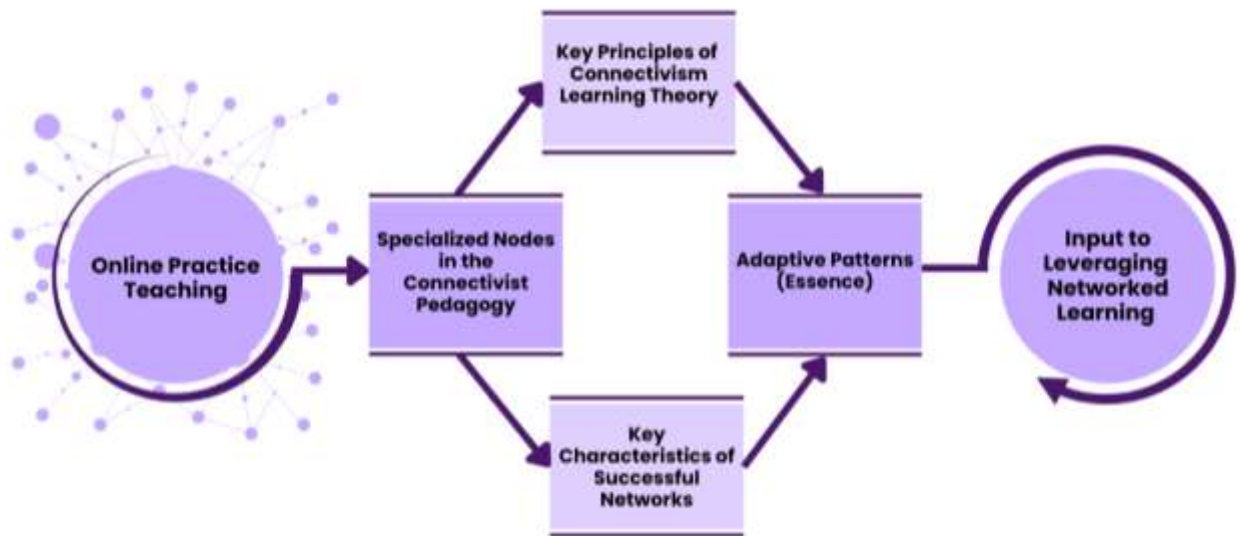 Online Practice
Teaching
Specialized Nodes
in the
Connectivist
Pedagogy
Key Principles of
Connectivism
Learning Theory
Key
Characteristics of
Successful
Networks
Adaptive Patterns
(Essence)
Input to
Leveraging
Networked
Learning